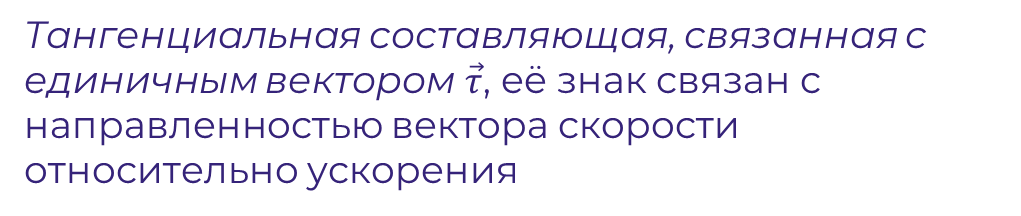 Тангенциальная составляющая, связанная с
единичным вектором τ⃗, её знак связан с
направленностью вектора скорости
относительно ускорения